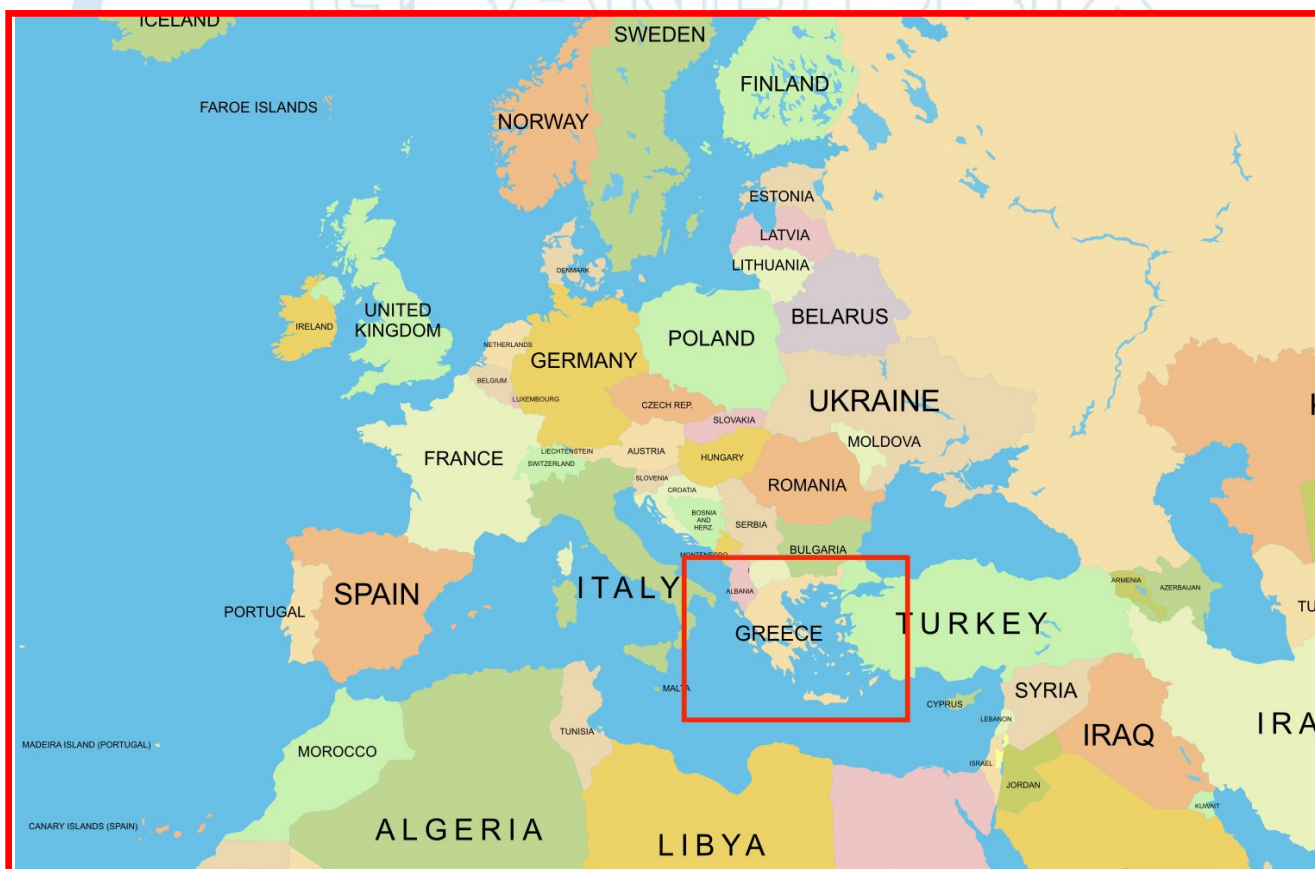 ICELAND
SWEDEN
FINLAND
FAROE ISLANDS
NORWAY
ESTONIA
LATVIA
LITHUANIA
DENMARK
BELARUS
UNITED
KINGDOM
IRELAND
POLAND
NETHERLANDS
GERMANY
BELGIUM
LUXEMBOURG
CZECH REP.
UKRAINE
SLOVAKIA
MOLDOVA
FRANCE
LIECHTENSTEIN
SWITZERLAND
AUSTRIA
HUNGARY
SLOVENIA
CROATIA
ROMANIA
BOSNIA
AND
HERZ.
SERBIA
MONTENEGRO
BULGARIA
ITALY
ALBANIA
ARMENIA
AZERBAIJAN
SPAIN
PORTUGAL
GREECE
TURKEY
TU
MALTA
CYPRUS
SYRIA
LEBANON
TUNISIA
IRAQ
IRA
MADEIRA ISLAND (PORTUGAL)
MOROCCO
ISRAEL
JORDAN
KUWAIT
CANARY ISLANDS (SPAIN)
ALGERIA
LIBYA